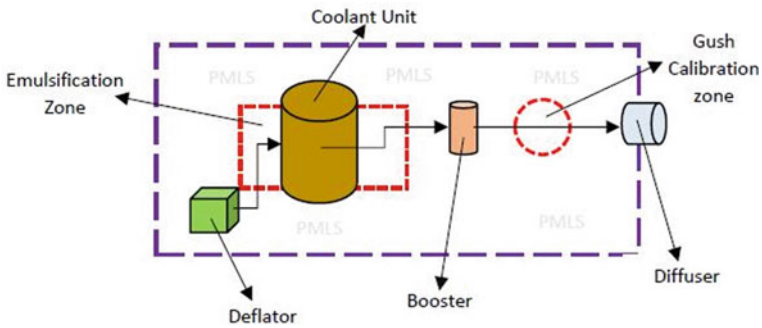 Coolant Unit
Gush
Calibration
zone
Emulsification
Zone
PMLS
PMLS
PMLS
PMLS
PMLS
Deflator
Booster
Diffuser